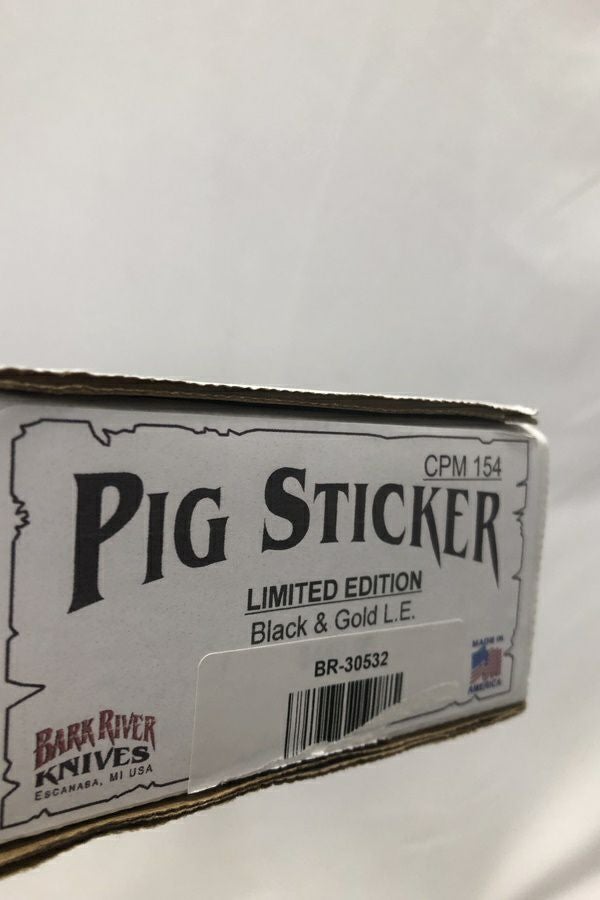 CPM 154
PIG STICKER
LIMITED EDITION
Black & Gold L.E.
BR-30532
MADE IN
AMERICA
BARK RIVER
KNIVES
ESCANABA, MI USA